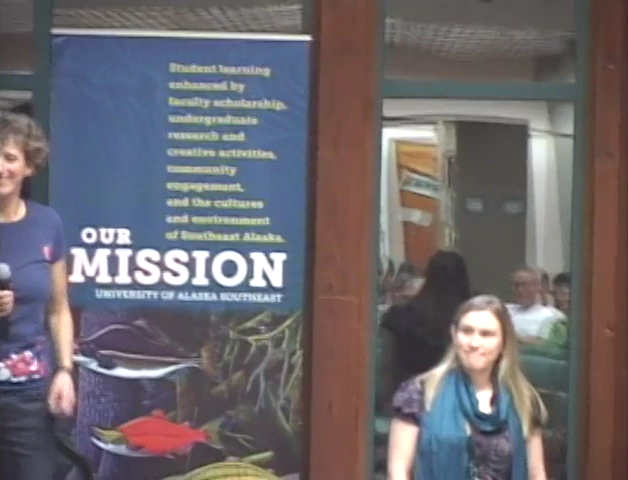 Student learning
enhanced by
faculty scholarship,
undergraduate
research and
creative activities,
community
engagement,
and the cultures
and environment
of Southeast Alaska.
OUR
MISSION
UNIVERSITY OF ALASKA SOUTHEAST